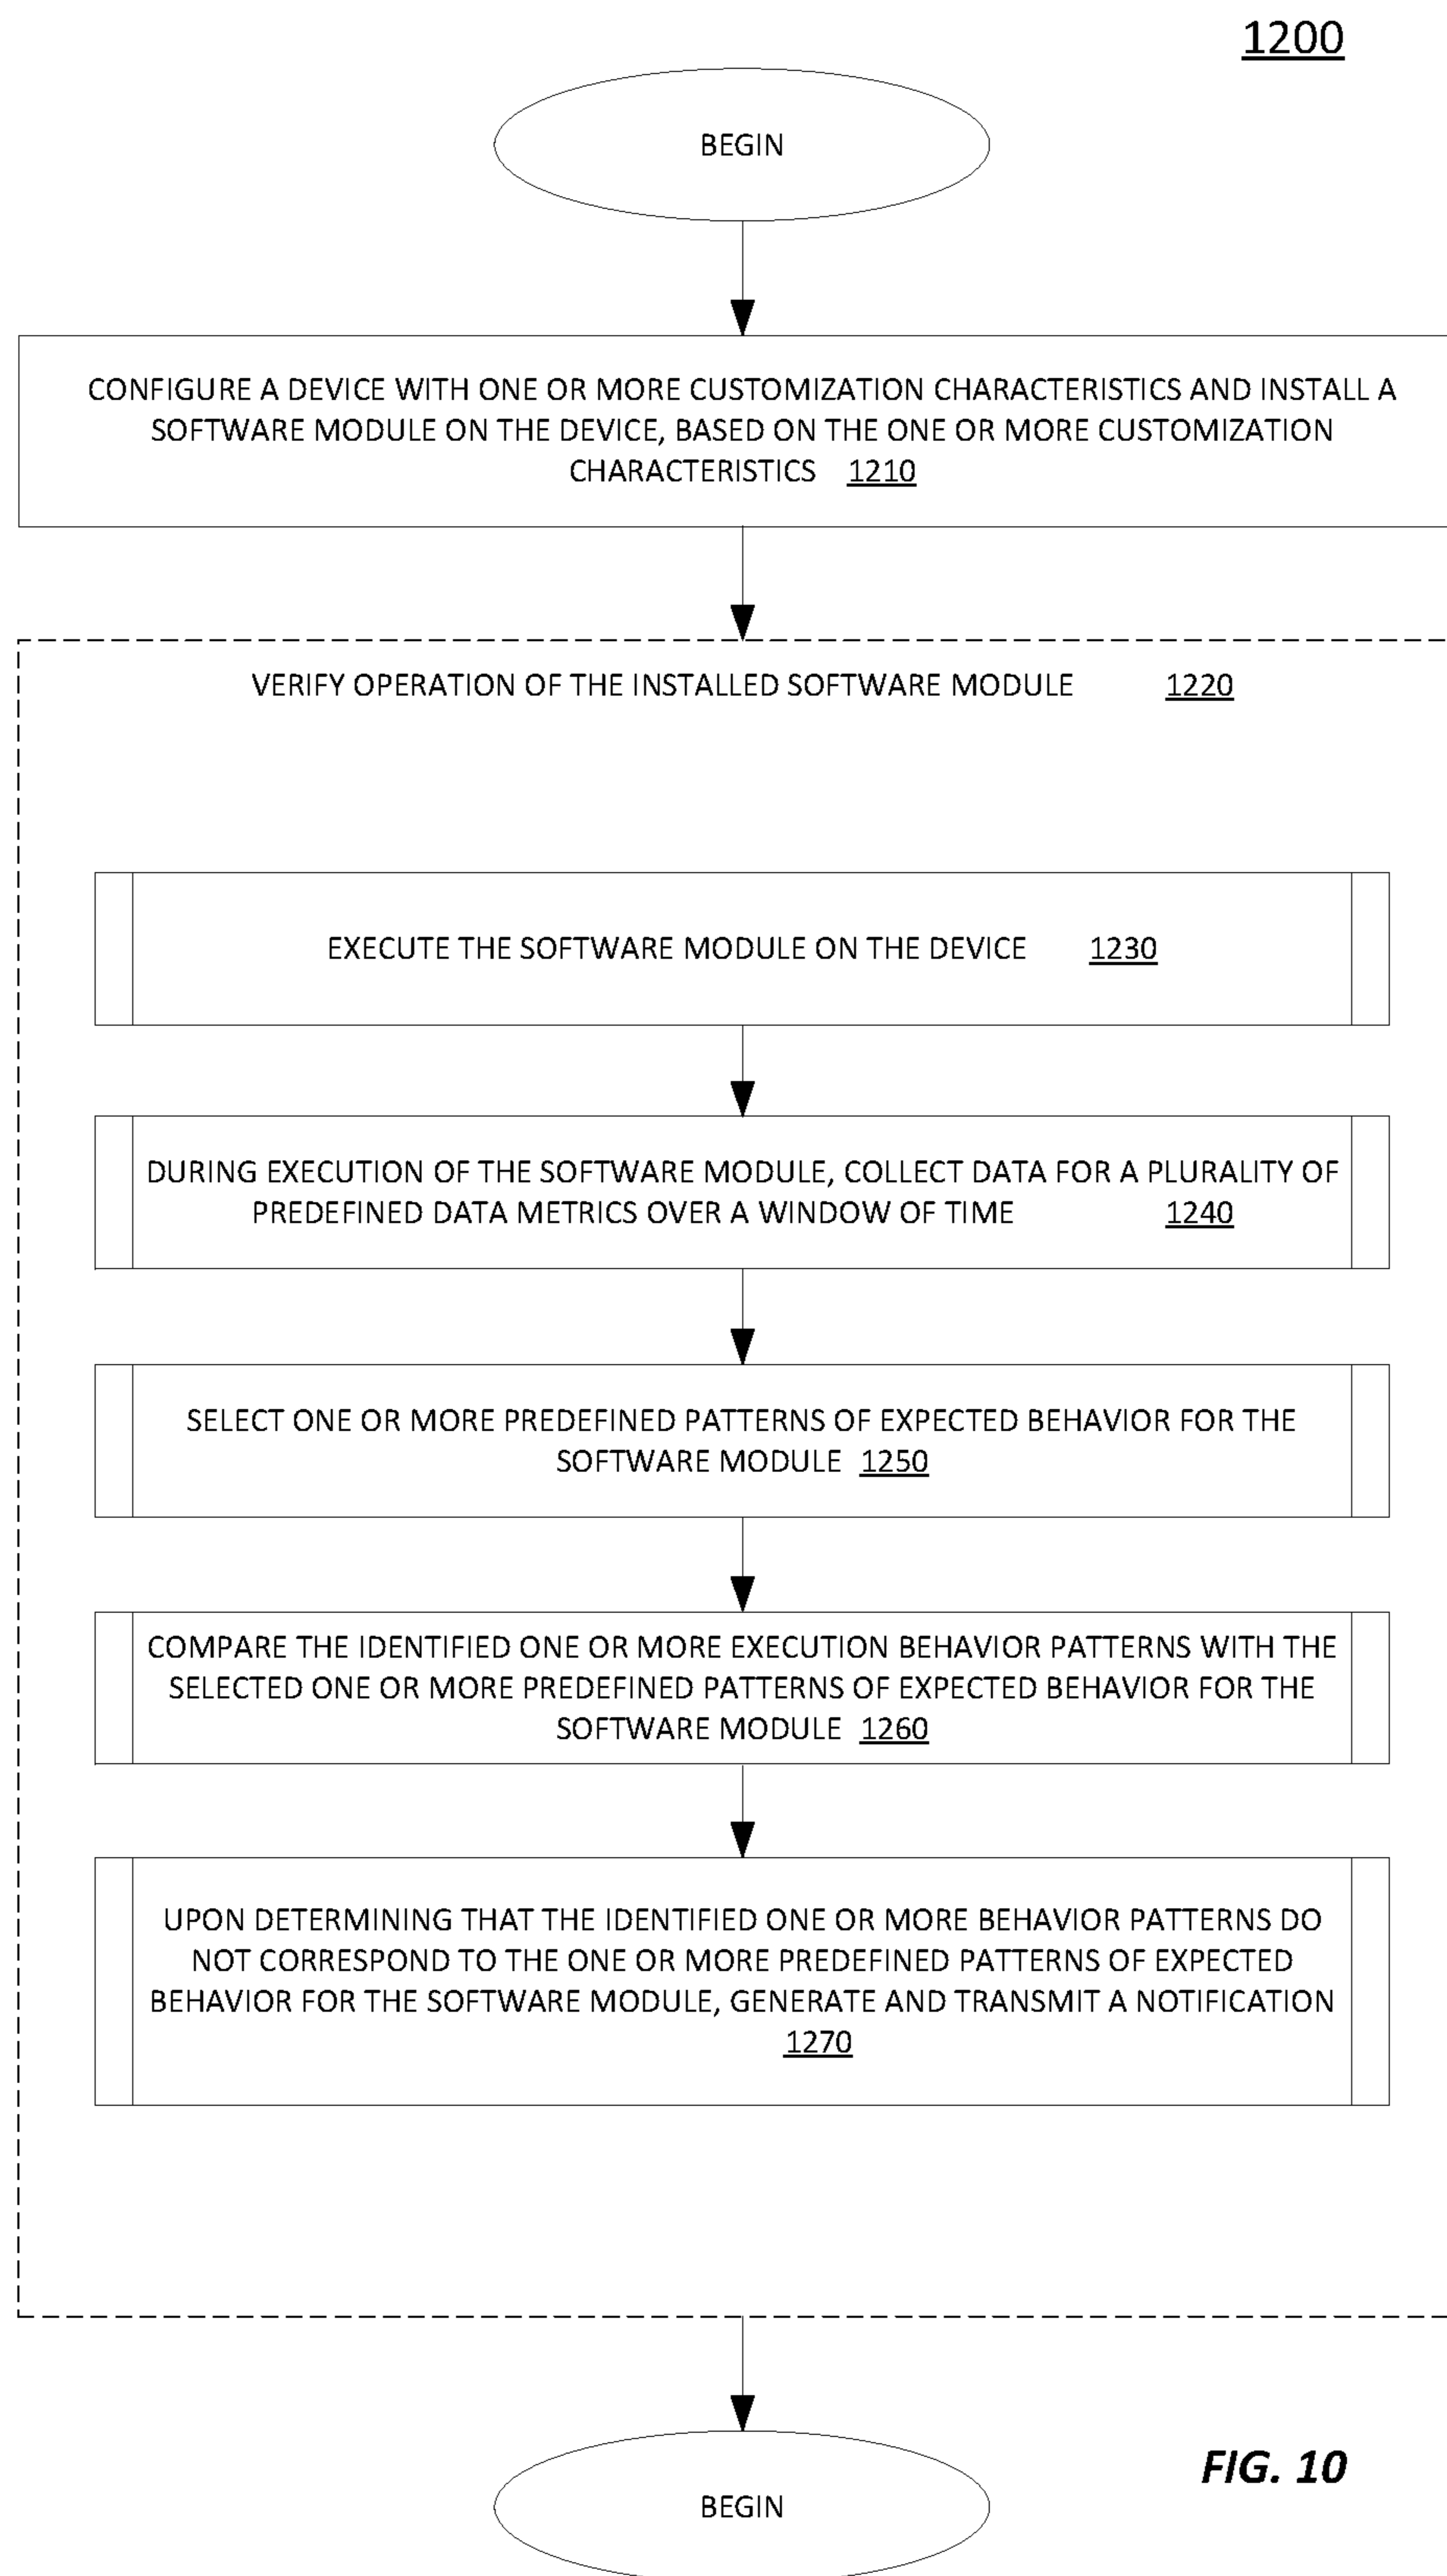 1200
BEGIN
CONFIGURE A DEVICE WITH ONE OR MORE CUSTOMIZATION CHARACTERISTICS AND INSTALL A
SOFTWARE MODULE ON THE DEVICE, BASED ON THE ONE OR MORE CUSTOMIZATION
CHARACTERISTICS 1210
VERIFY OPERATION OF THE INSTALLED SOFTWARE MODULE 1220
EXECUTE THE SOFTWARE MODULE ON THE DEVICE 1230
DURING EXECUTION OF THE SOFTWARE MODULE, COLLECT DATA FOR A PLURALITY OF
PREDEFINED DATA METRICS OVER A WINDOW OF TIME 1240
SELECT ONE OR MORE PREDEFINED PATTERNS OF EXPECTED BEHAVIOR FOR THE
SOFTWARE MODULE 1250
COMPARE THE IDENTIFIED ONE OR MORE EXECUTION BEHAVIOR PATTERNS WITH THE
SELECTED ONE OR MORE PREDEFINED PATTERNS OF EXPECTED BEHAVIOR FOR THE
SOFTWARE MODULE 1260
UPON DETERMINING THAT THE IDENTIFIED ONE OR MORE BEHAVIOR PATTERNS DO
NOT CORRESPOND TO THE ONE OR MORE PREDEFINED PATTERNS OF EXPECTED
BEHAVIOR FOR THE SOFTWARE MODULE, GENERATE AND TRANSMIT A NOTIFICATION
1270
FIG. 10
BEGIN